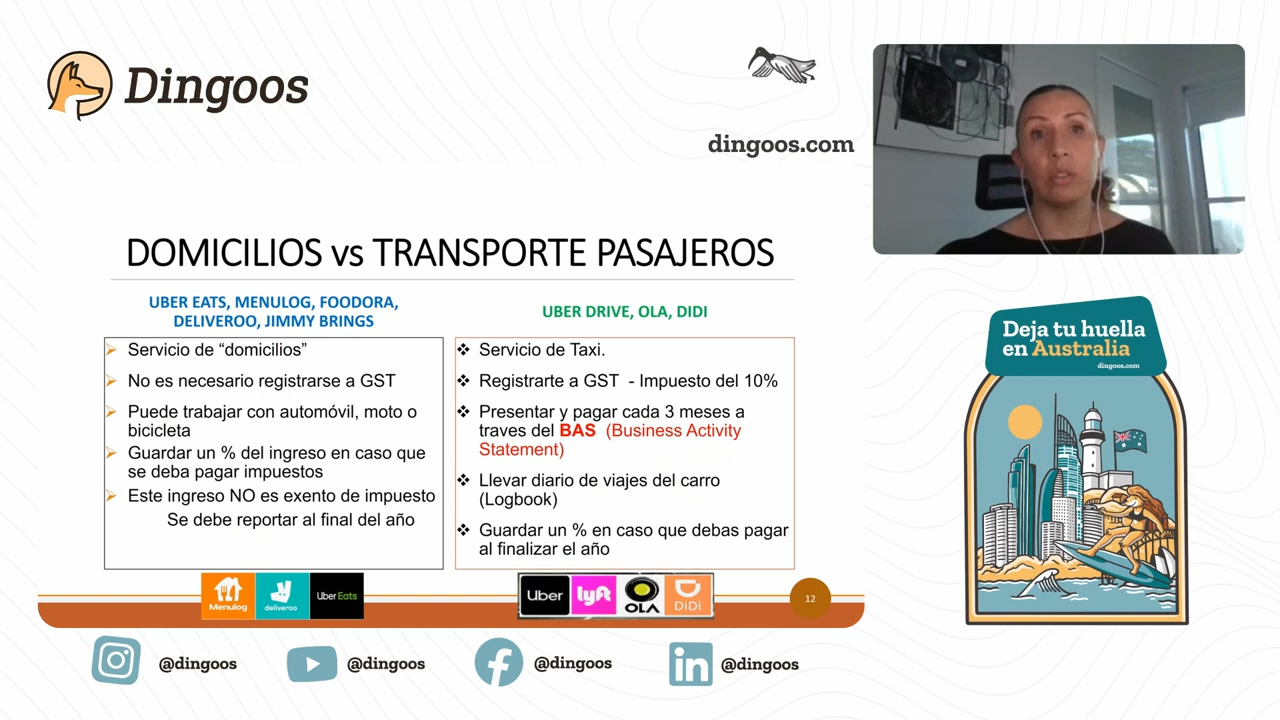 Dingoos
dingoos.com
DOMICILIOS vs TRANSPORTE PASAJEROS
UBER EATS, MENULOG, FOODORA,
DELIVEROO, JIMMY BRINGS
Servicio de “domicilios”
No es necesario registrarse a GST
Puede trabajar con automóvil, moto o
bicicleta
Guardar un % del ingreso en caso que
se deba pagar impuestos
Este ingreso NO es exento de impuesto
Se debe reportar al final del año
UBER DRIVE, OLA, DIDI
Servicio de Taxi.
Registrarte a GST - Impuesto del 10%
Presentar y pagar cada 3 meses a
traves del BAS (Business Activity
Statement)
Llevar diario de viajes del carro
(Logbook)
Guardar un % en caso que debas pagar
al finalizar el año
Menulog
deliveroo
Uber Eats
Uber
lyft
OLA
DiDi
12
Deja tu huella
en Australia
dingoos.com
@dingoos
@dingoos
@dingoos
in @dingoos